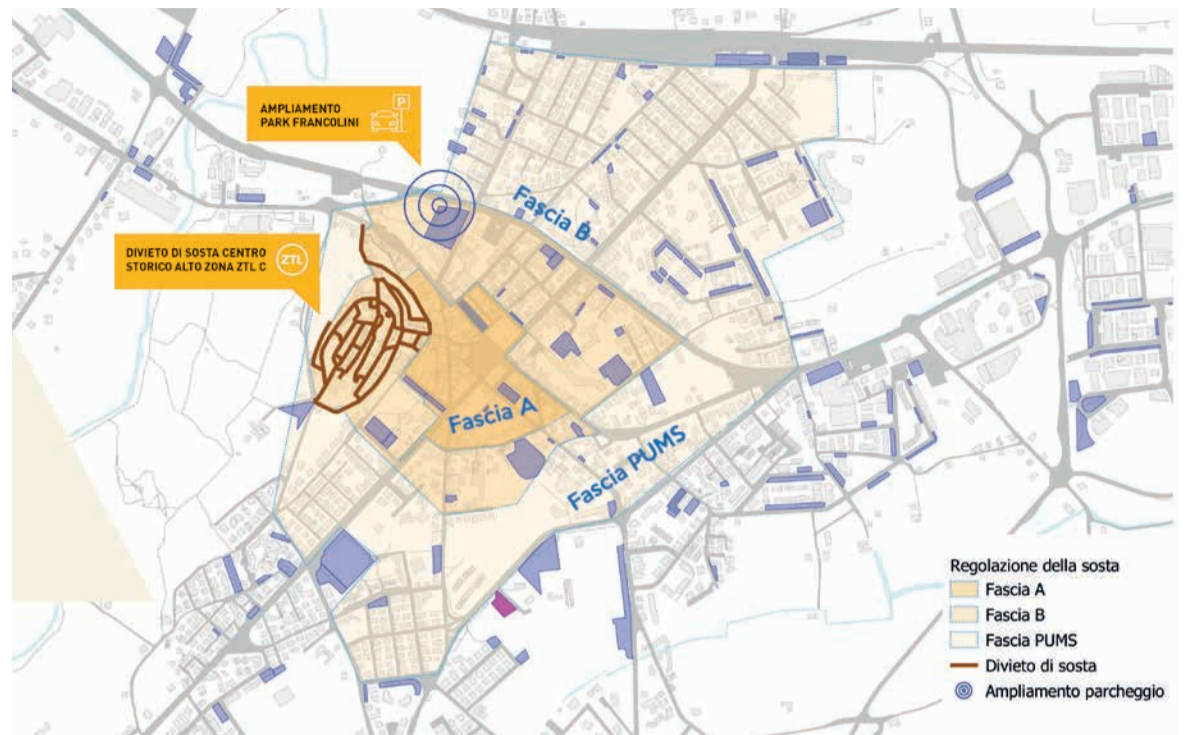 AMPLIAMENTO
PARK FRANCOLINI
P
DIVIETO DI SOSTA CENTRO
STORICO ALTO ZONA ZTL C
ZTL
Fascia B
Fascia A
Fascia PUMS
Regolazione della sosta
Fascia A
Fascia B
Fascia PUMS
Divieto di sosta
Ampliamento parcheggio